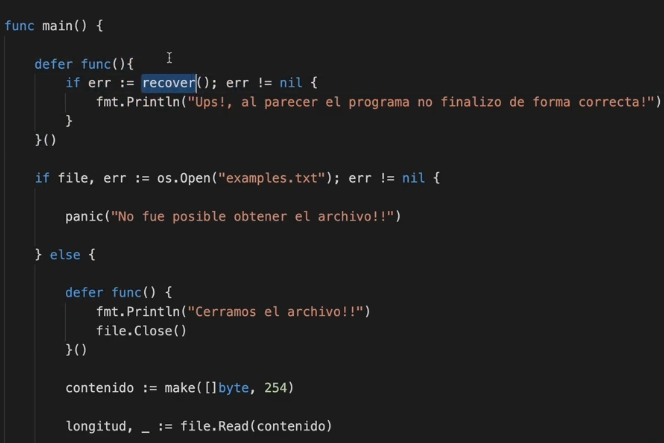 func main() {
defer func(){
if err := recover(); err != nil {
fmt.Println("Ups!, al parecer el programa no finalizo de forma correcta!")
}
}()
if file, err := os.Open("examples.txt"); err != nil {
panic("No fue posible obtener el archivo!!")
} else {
defer func() {
fmt.Println("Cerramos el archivo!!")
file.Close()
}()
contenido := make([]byte, 254)
longitud, _ := file.Read(contenido)